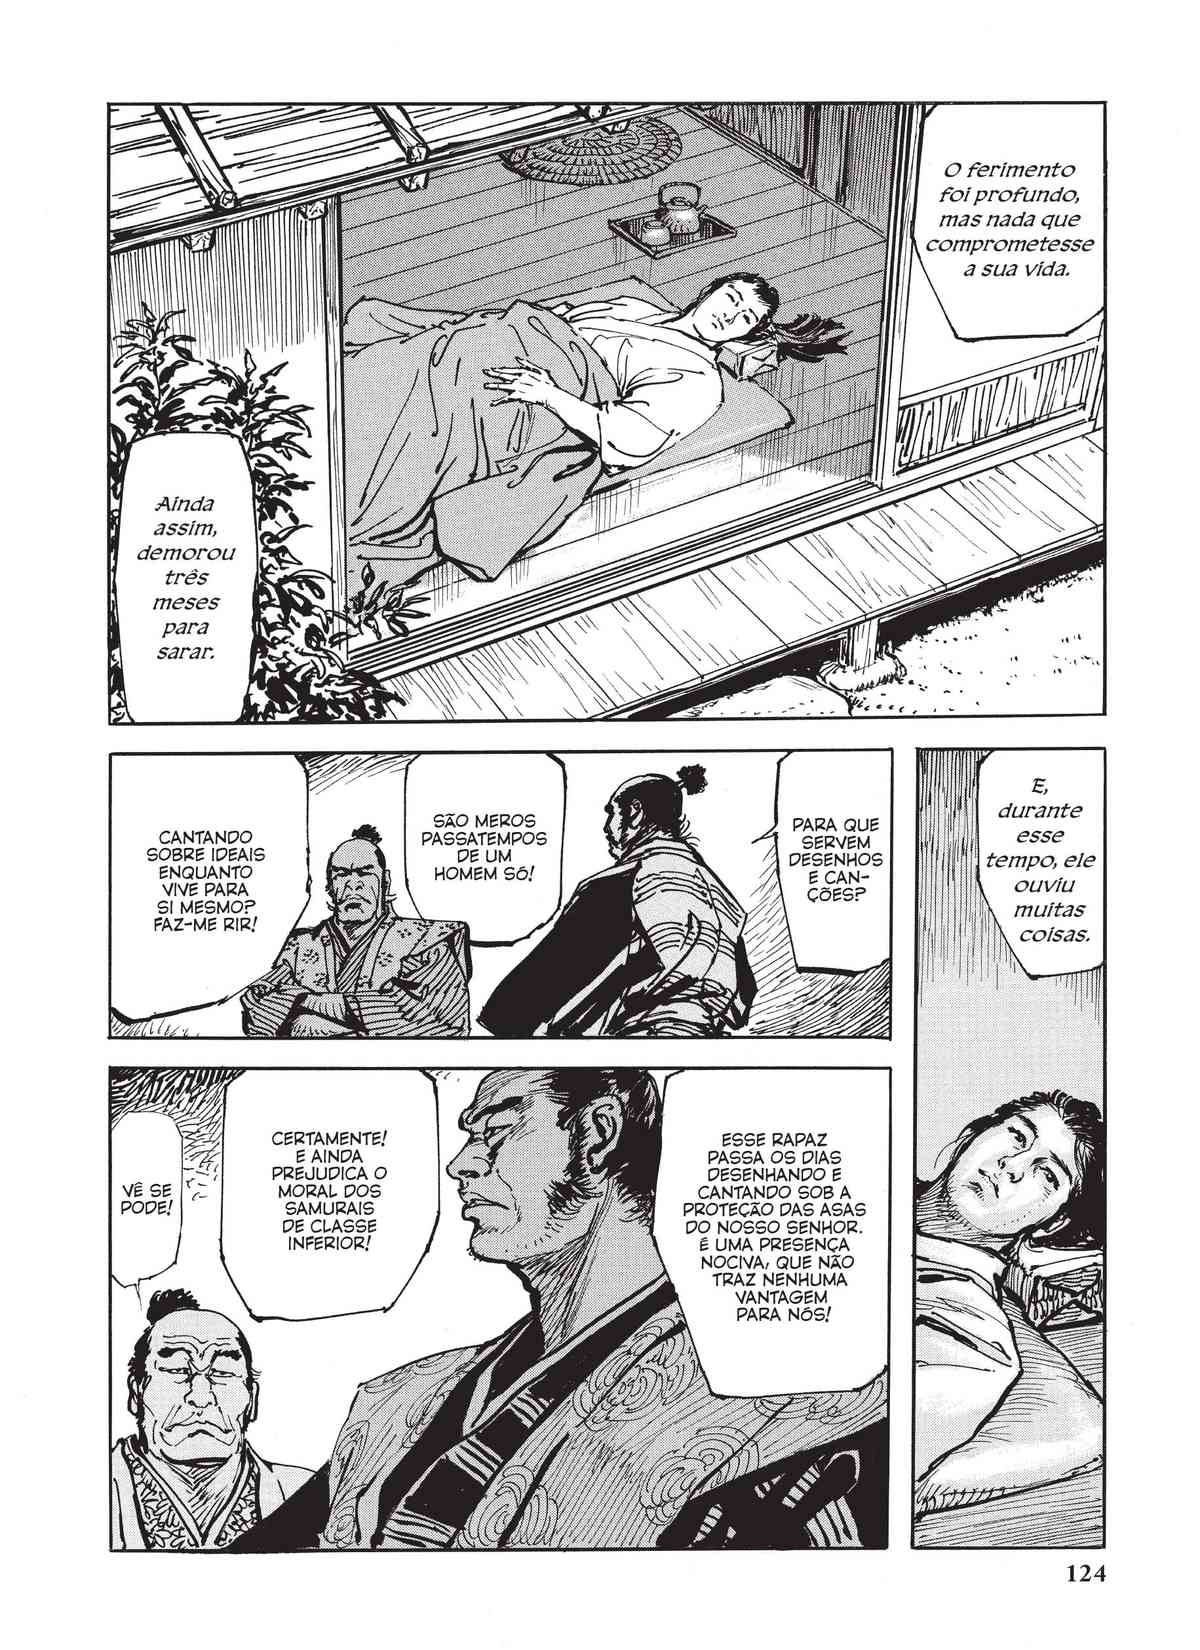 O ferimento
foi profundo,
mas nada que
comprometesse
a sua vida.
Ainda
assim,
demorou
três
meses
para
sarar.
E,
durante
esse
tempo, ele
ouviu
muitas
coisas.
PARA QUE
SERVEM
DESENHOS
E CAN-
ÇÕES?
SÃO MEROS
PASSATEMPOS
DE UM
HOMEM SÓ!
CANTANDO
SOBRE IDEAIS
ENQUANTO
VIVE PARA
SI MESMO?
FAZ-ME RIR!
ESSE RAPAZ
PASSA OS DIAS
DESENHANDO E
CANTANDO SOB A
PROTEÇÃO DAS ASAS
DO NOSSO SENHOR.
É UMA PRESENÇA
NOCIVA, QUE NÃO
TRAZ NENHUMA
VANTAGEM
PARA NÓS!
CERTAMENTE!
E AINDA
PREJUDICA O
MORAL DOS
SAMURAIS
DE CLASSE
INFERIOR!
VÊ SE
PODE!
124